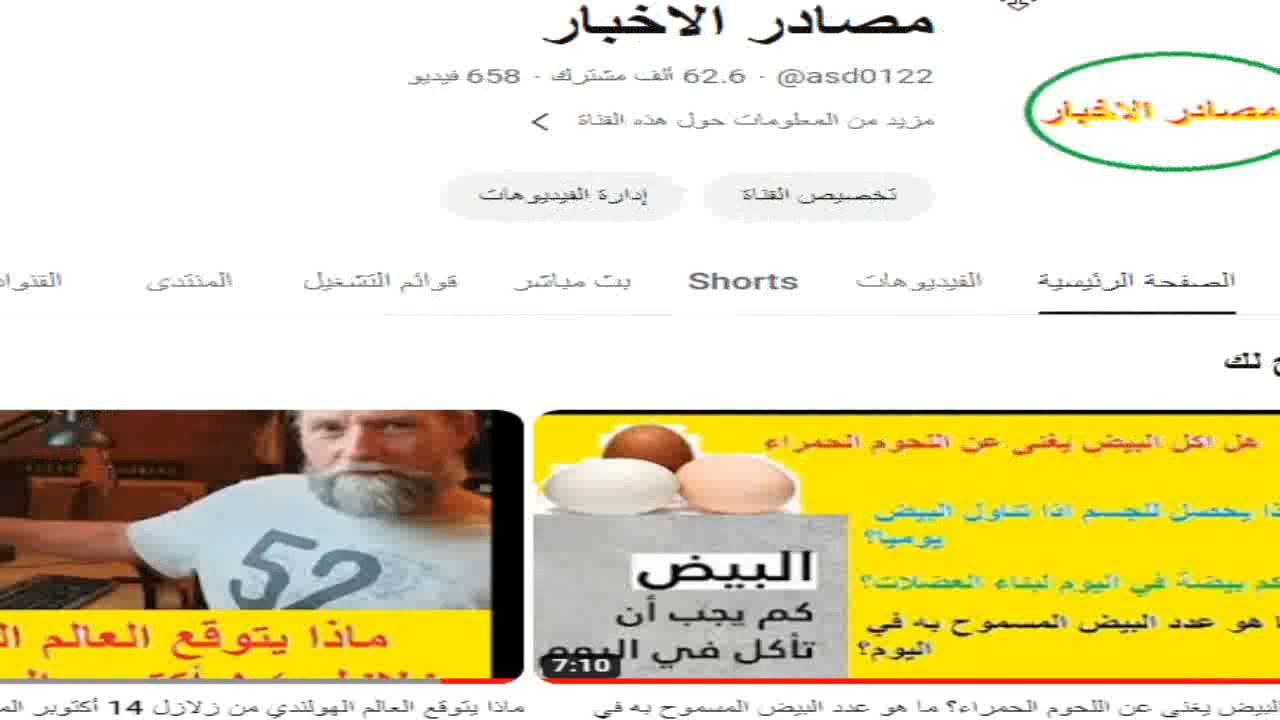 مصادر الاخبار
@asd0122 · 62.6 ألف مشترك · 658 فيديو
مزيد من المعلومات حول هذه القناة
مصادر الاخبار
تخصيص القناة
إدارة الفيديوهات
الصفحة الرئيسية
الفيديوهات
Shorts
بث مباشر
قوائم التشغيل
المنتدى
لك
هل اكل البيض يغنى عن اللحوم الحمراء
يحصل للجسم اذا تناول البيض
يوميا؟
كم بيضة في اليوم لبناء العضلات؟
هو عدد البيض المسموح به في
اليوم؟
البيض
كم يجب أن
تأكل في اليوم
7:10
البيض يغنى عن اللحوم الحمراء؟ ما هو عدد البيض المسموح به في
52
ماذا يتوقع العالم
ماذا يتوقع العالم الهولندي من زلازل 14 أكتوبر